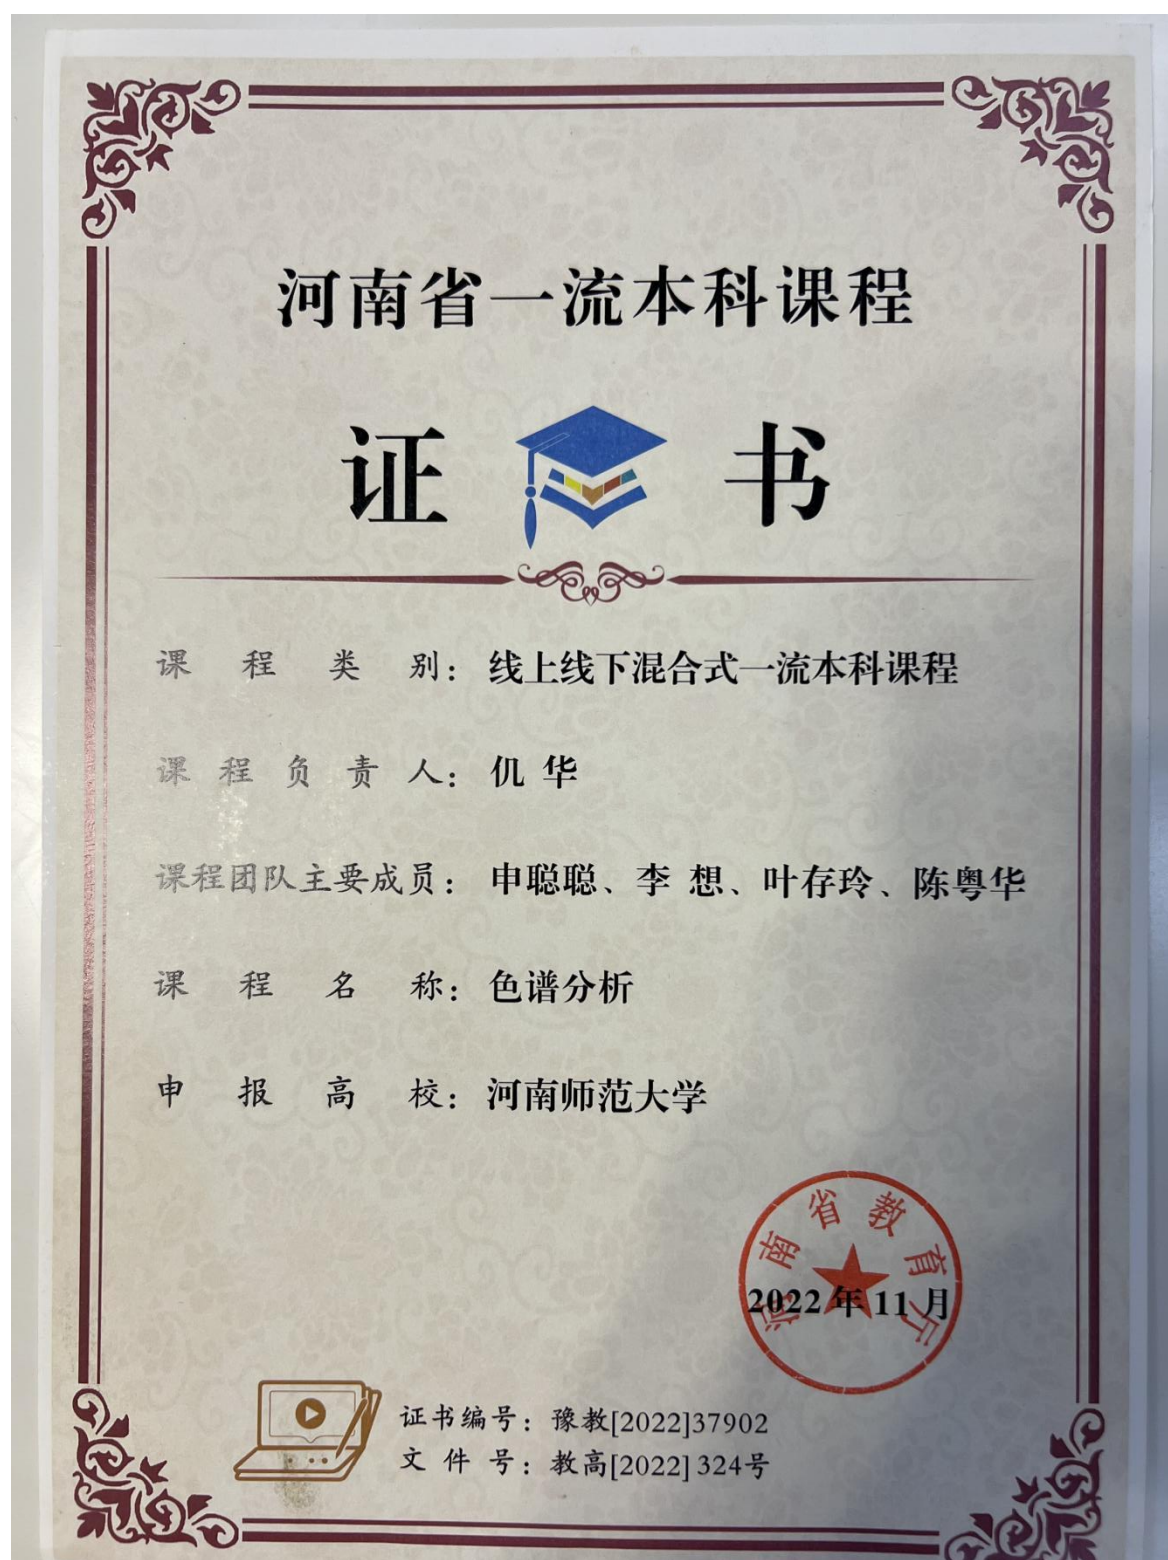 河南省一流本科课程
证书
课程类别：线上线下混合式一流本科课程
课程负责人：仉 华
课程团队主要成员：申聪聪、李 想、叶存玲、陈粤华
课程名称：色谱分析
申报高校：河南师范大学
河南省教育厅
2022年11月
证书编号：豫教[2022]37902
文件号：教高[2022] 324号